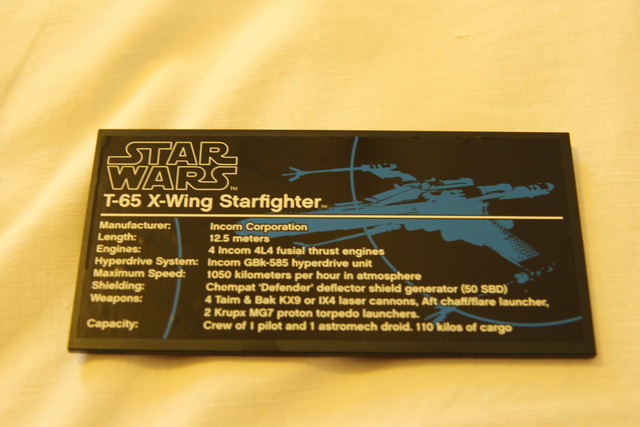 STAR
WARS™
T-65 X-Wing Starfighter™
Manufacturer: Incom Corporation
Length: 12.5 meters
Engines: 4 Incom 4L4 fusial thrust engines
Hyperdrive System: Incom GBk-585 hyperdrive unit
Maximum Speed: 1050 kilometers per hour in atmosphere
Shielding: Chempat 'Defender' deflector shield generator (50 SBD)
Weapons: 4 Taim & Bak KX9 or IX4 laser cannons, Aft chaff/flare launcher,
2 Krupx MG7 proton torpedo launchers.
Capacity: Crew of 1 pilot and 1 astromech droid. 110 kilos of cargo